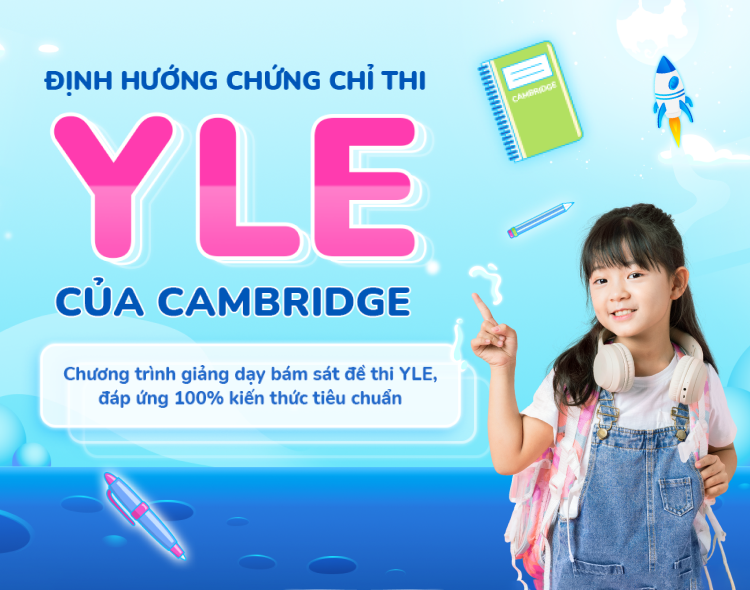 ĐỊNH HƯỚNG CHỨNG CHỈ THI
YLE
CỦA CAMBRIDGE
Chương trình giảng dạy bám sát đề thi YLE,
đáp ứng 100% kiến thức tiêu chuẩn
CAMBRIDGE